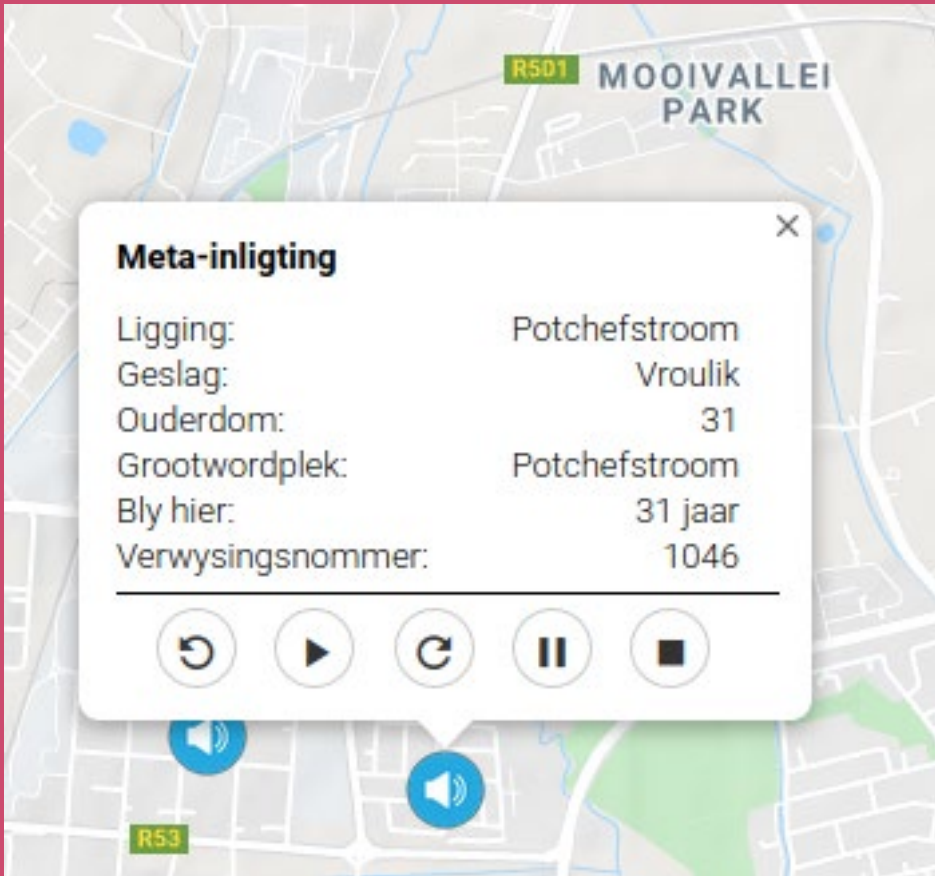 R501
MOOIVALLEI
PARK
Meta-inligting
Ligging: Potchefstroom
Geslag: Vroulik
Ouderdom: 31
Grootwordplek: Potchefstroom
Bly hier: 31 jaar
Verwysingsnommer: 1046
R53